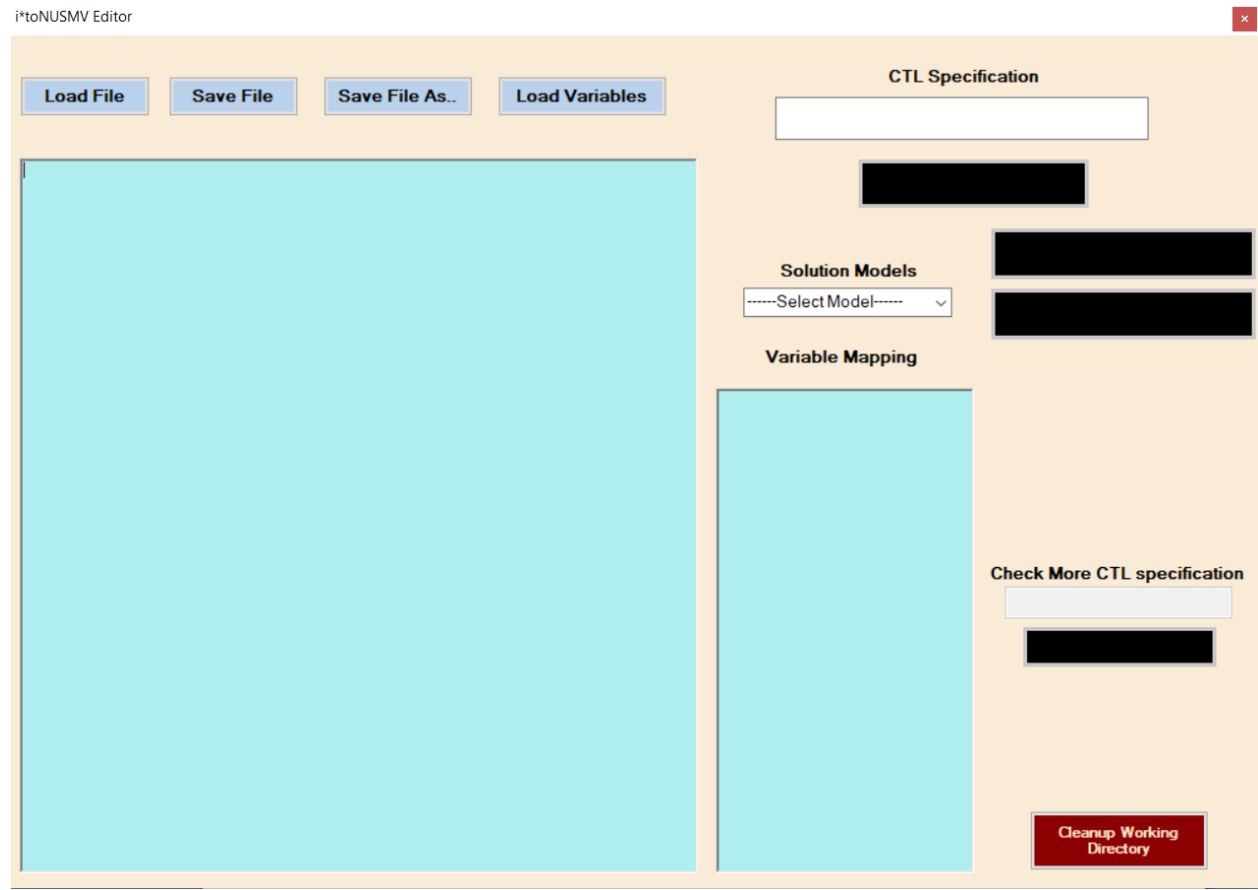 i*toNUSMV Editor
Load File
Save File
Save File As..
Load Variables
CTL Specification
Solution Models
------Select Model------
Variable Mapping
Check More CTL specification
Cleanup Working
Directory